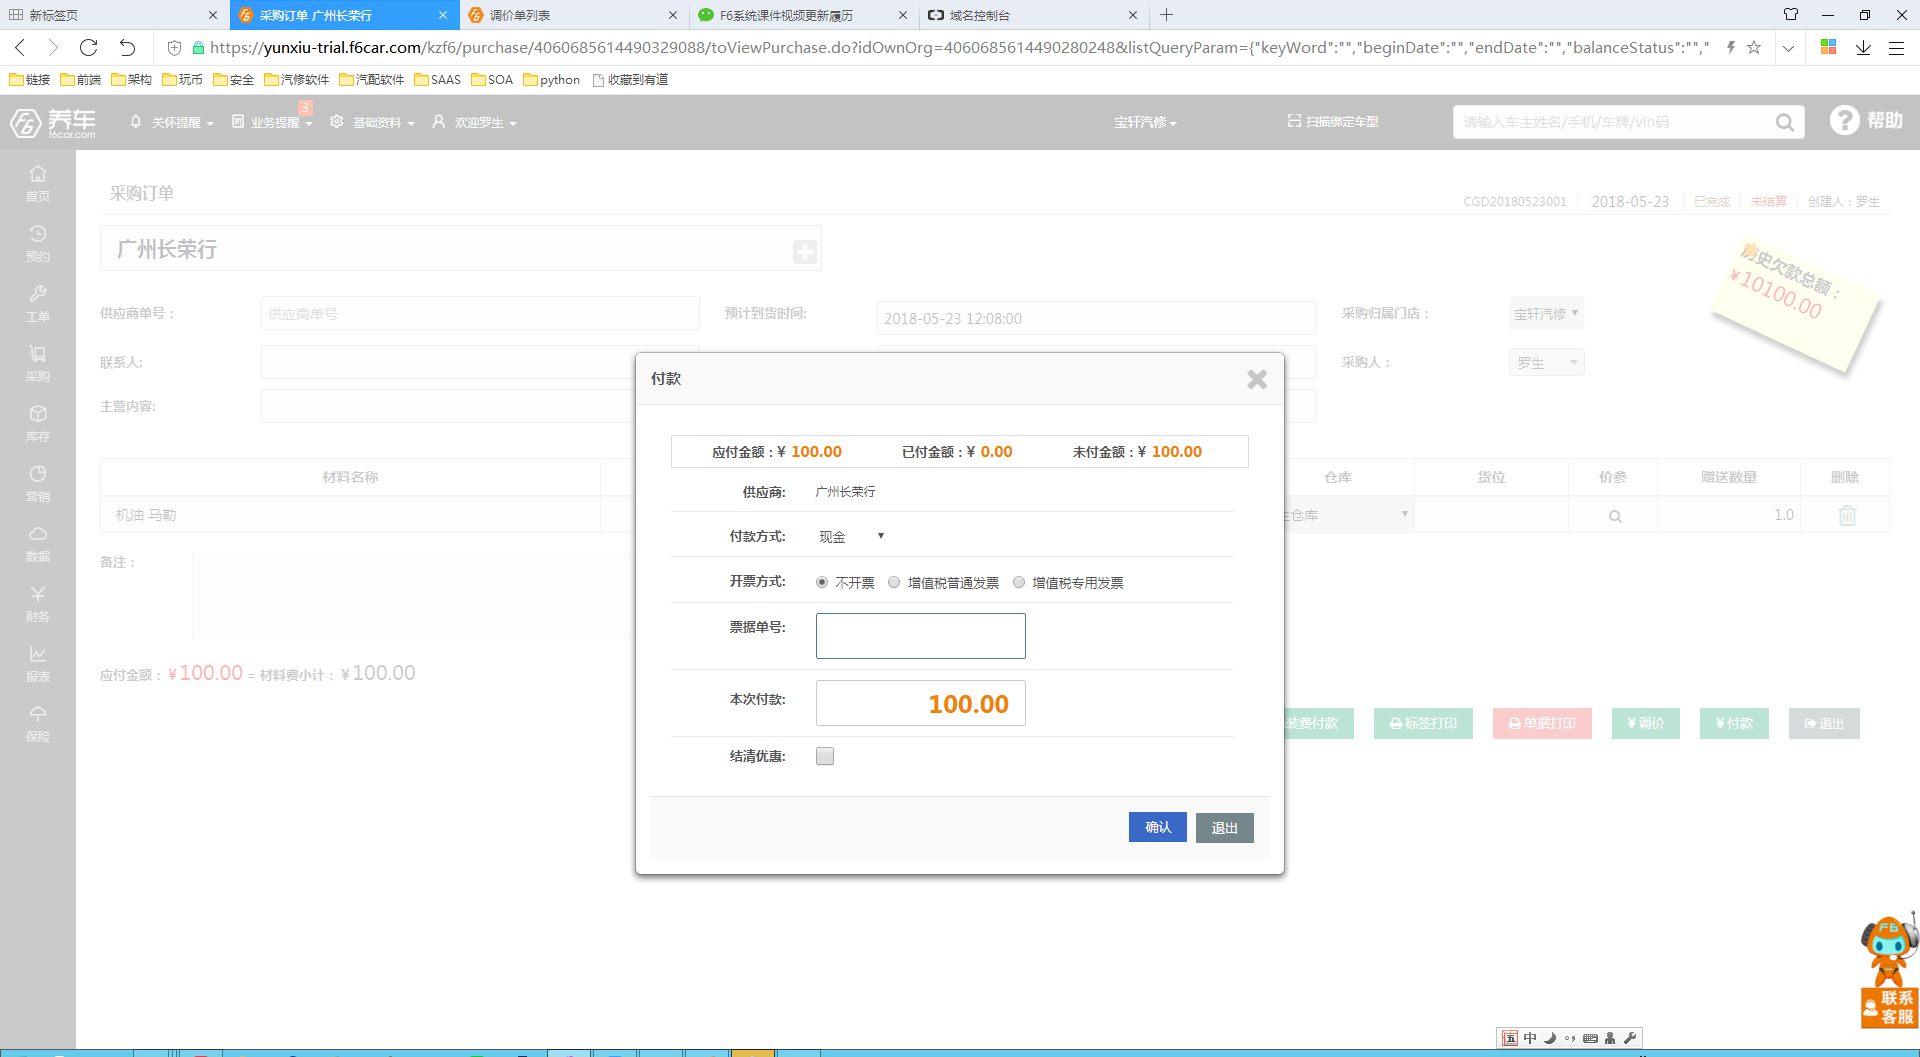 新标签页
采购订单 广州长荣行
调价单列表
F6系统课件视频更新履历
域名控制台
https://yunxiu-trial.f6car.com/kzf6/purchase/4060685614490329088/toViewPurchase.do?idOwnOrg=4060685614490280248&listQueryParam={"keyWord":"","beginDate":"","endDate":"","balanceStatus":"","
链接 前端 架构 玩币 安全 汽修软件 汽配软件 SAAS SOA python 收藏到有道
F6 养车 f6car.com
关怀提醒 业务提醒 3 基础资料 欢迎罗生
宝轩汽修
扫描绑定车型
请输入车主姓名/手机/车牌/vin码
? 帮助
首页
预约
工单
采购
库存
营销
数据
财务
报表
保险
采购订单
CGD20180523001 2018-05-23 已完成 未结算 创建人：罗生
广州长荣行
历史欠款总额：
¥10100.00
供应商单号： 供应商单号 预计到货时间: 2018-05-23 12:08:00 采购归属门店： 宝轩汽修
联系人: 采购人： 罗生
主营内容:
材料名称 仓库 货位 价参 赠送数量 删除
机油 马勒 仓库 1.0
备注：
应付金额：¥100.00 = 材料费小计：¥100.00
装费付款 标签打印 单据打印 ¥调价 ¥付款 退出
付款
应付金额：¥ 100.00 已付金额：¥ 0.00 未付金额：¥ 100.00
供应商: 广州长荣行
付款方式: 现金
开票方式: 不开票 增值税普通发票 增值税专用发票
票据单号:
本次付款: 100.00
结清优惠:
确认 退出
F6
联系
客服
五 中